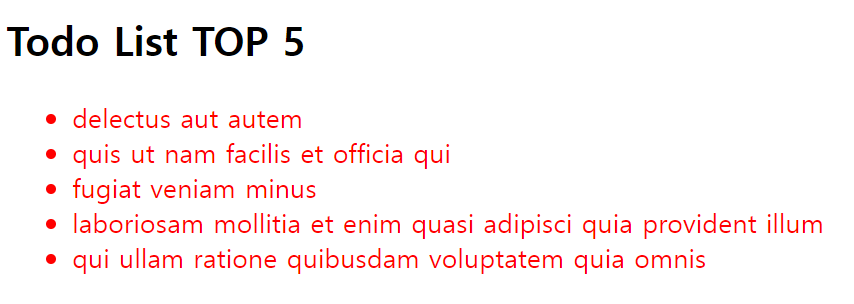 Todo List TOP 5
delectus aut autem
quis ut nam facilis et officia qui
fugiat veniam minus
laboriosam mollitia et enim quasi adipisci quia provident illum
qui ullam ratione quibusdam voluptatem quia omnis